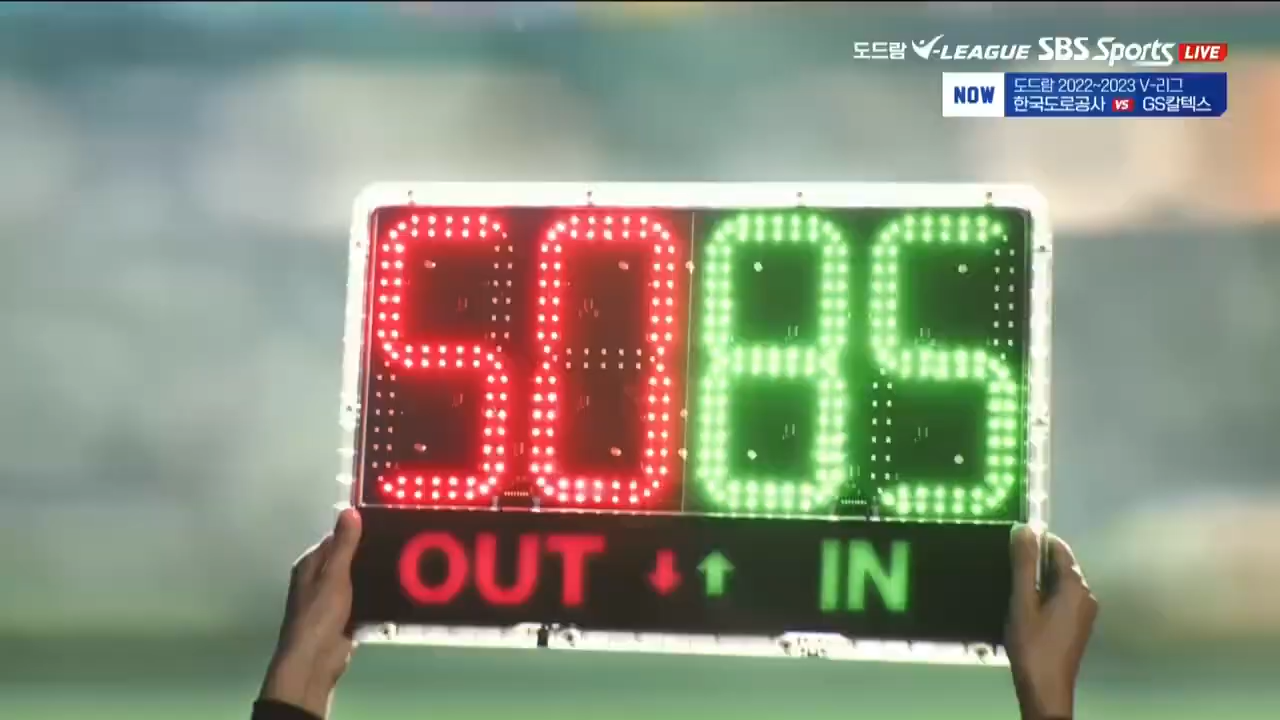 도드람 V-LEAGUE SBS Sports LIVE
NOW
도드람 2022~2023 V-리그
한국도로공사 VS GS칼텍스
50 85
OUT ↓ ↑ IN